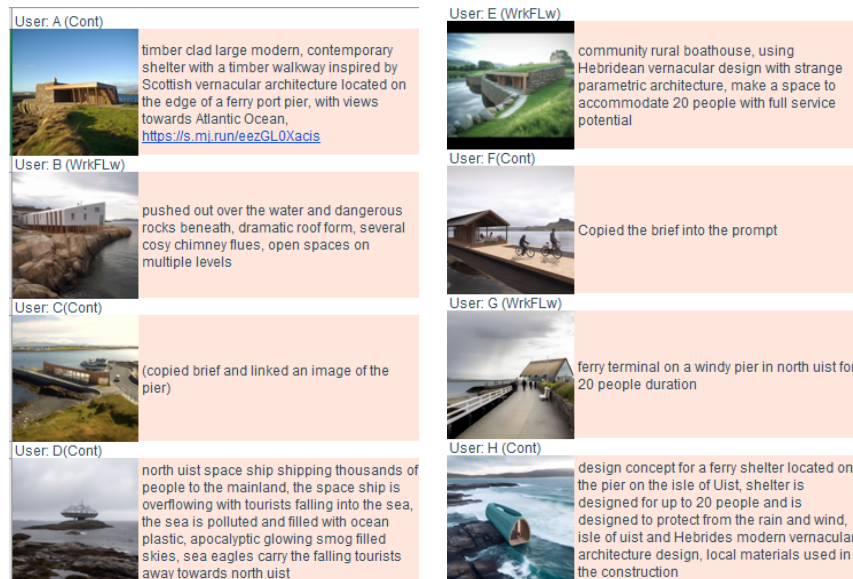 User: A (Cont)
timber clad large modern, contemporary
shelter with a timber walkway inspired by
Scottish vernacular architecture located on
the edge of a ferry port pier, with views
towards Atlantic Ocean,
https://s.mj.run/eezGL0Xacis
User: B (WrkFLw)
pushed out over the water and dangerous
rocks beneath, dramatic roof form, several
cosy chimney flues, open spaces on
multiple levels
User: C(Cont)
(copied brief and linked an image of the
pier)
User: D(Cont)
north uist space ship shipping thousands of
people to the mainland, the space ship is
overflowing with tourists falling into the sea,
the sea is polluted and filled with ocean
plastic, apocalyptic glowing smog filled
skies, sea eagles carry the falling tourists
away towards north uist
User: E (WrkFLw)
community rural boathouse, using
Hebridean vernacular design with strange
parametric architecture, make a space to
accommodate 20 people with full service
potential
User: F(Cont)
Copied the brief into the prompt
User: G (WrkFLw)
ferry terminal on a windy pier in north uist for
20 people duration
User: H (Cont)
design concept for a ferry shelter located on
the pier on the isle of Uist, shelter is
designed for up to 20 people and is
designed to protect from the rain and wind,
isle of uist and Hebrides modern vernacular
architecture design, local materials used in
the construction